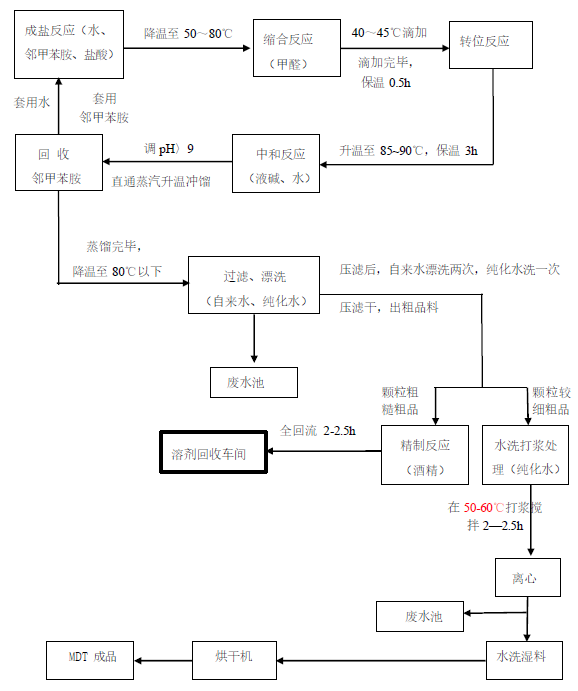 成盐反应（水、
邻甲苯胺、盐酸）
降温至 50～80℃
缩合反应
（甲醛）
40～45℃滴加
滴加完毕，
保温 0.5h
转位反应
套用水
套用
邻甲苯胺
回 收
邻甲苯胺
调 pH〉9
直通蒸汽升温冲馏
中和反应
（液碱、水）
升温至 85~90℃，保温 3h
蒸馏完毕，
降温至 80℃以下
过滤、漂洗
（自来水、纯化水）
压滤后，自来水漂洗两次，纯化水洗一次
压滤干，出粗品料
废水池
颗粒粗
糙粗品
颗粒较
细粗品
溶剂回收车间
全回流 2-2.5h
精制反应
（酒精）
水洗打浆处
理（纯化水）
在 50-60℃打浆搅
拌 2—2.5h
离心
废水池
MDT 成品
烘干机
水洗湿料